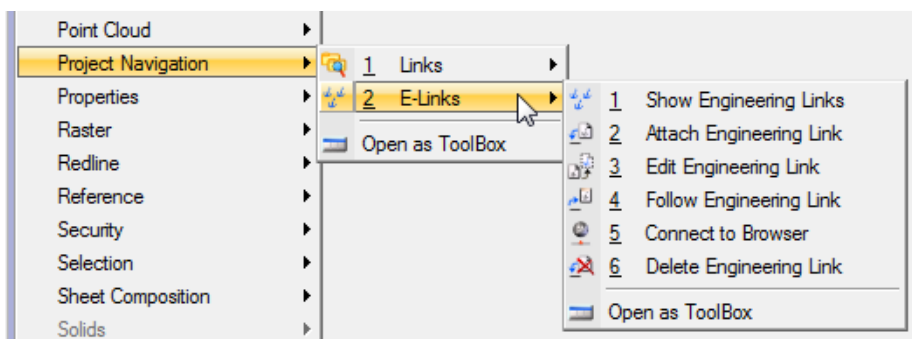 Point Cloud
Project Navigation
Properties
Raster
Redline
Reference
Security
Selection
Sheet Composition
Solids
1 Links
2 E-Links
Open as ToolBox
1 Show Engineering Links
2 Attach Engineering Link
3 Edit Engineering Link
4 Follow Engineering Link
5 Connect to Browser
6 Delete Engineering Link
Open as ToolBox